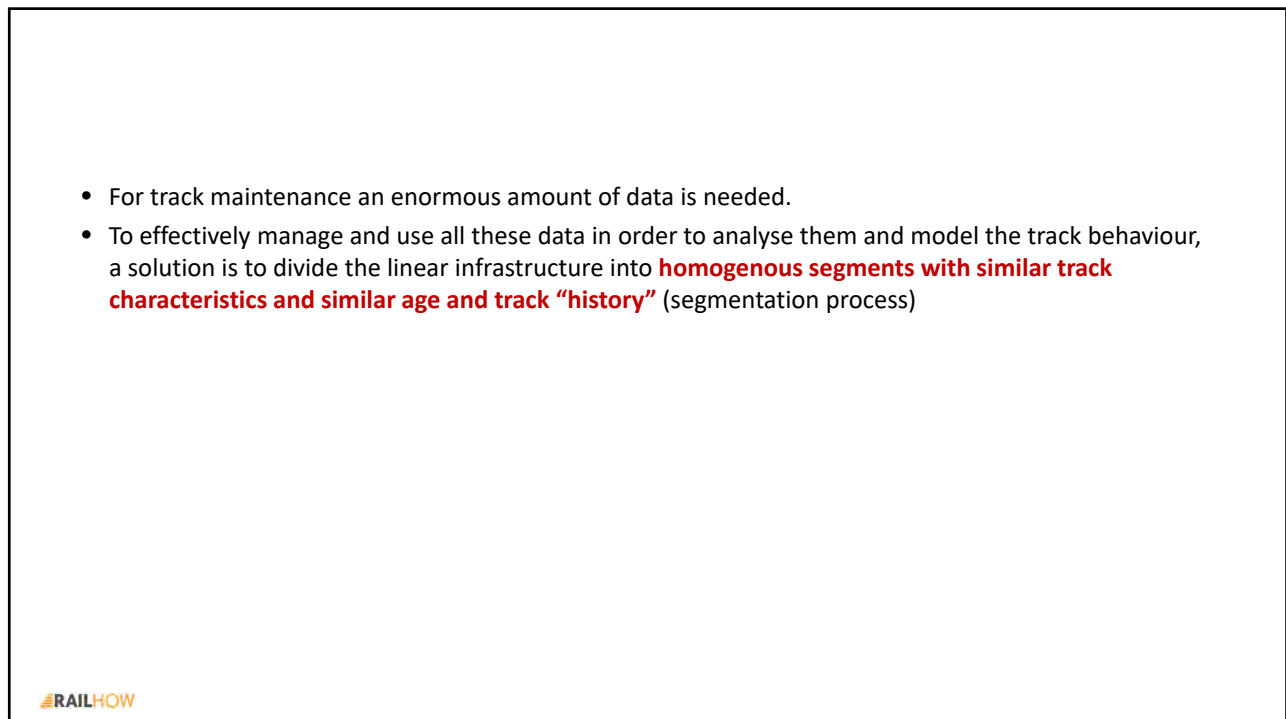 • For track maintenance an enormous amount of data is needed.
• To effectively manage and use all these data in order to analyse them and model the track behaviour,
a solution is to divide the linear infrastructure into homogenous segments with similar track
characteristics and similar age and track “history” (segmentation process)
RAILHOW